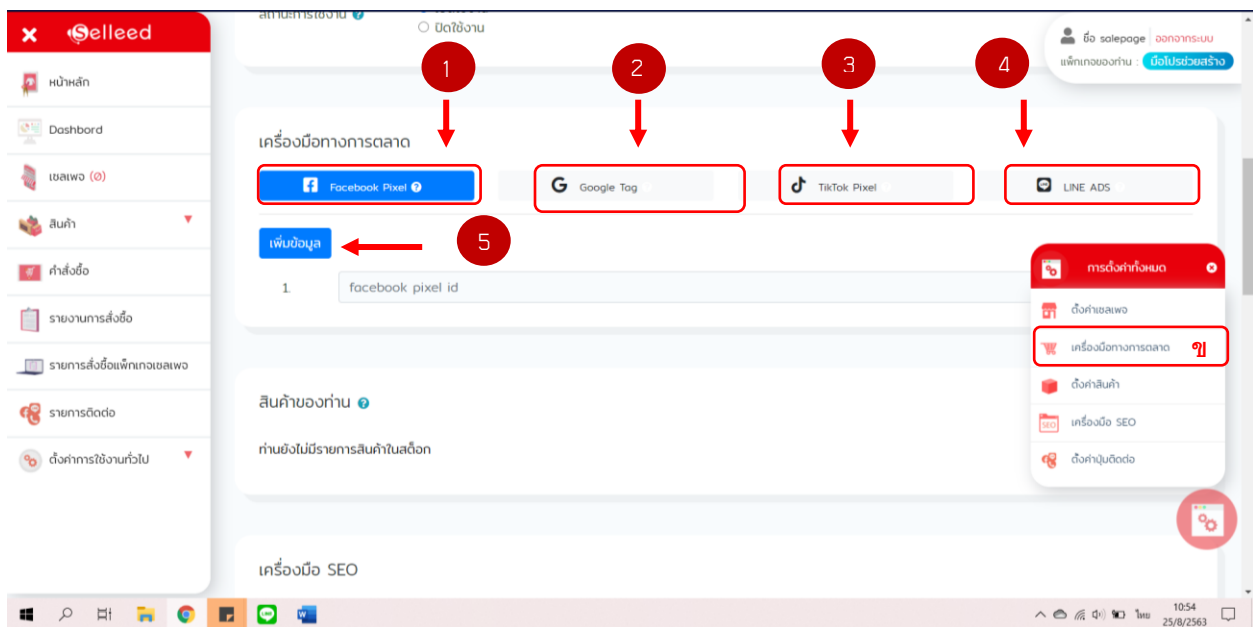 Selleed
หน้าหลัก
Dashbord
เซลเพจ (0)
สินค้า
คำสั่งซื้อ
รายงานการสั่งซื้อ
รายการสั่งซื้อแพ็กเกจเซลเพจ
รายการติดต่อ
ตั้งค่าการใช้งานทั่วไป
สถานะการใช้งาน
ปิดใช้งาน
ชื่อ salepage ออกจากระบบ
แพ็กเกจของท่าน : มือโปรช่วยสร้าง
1
2
3
4
เครื่องมือทางการตลาด
Facebook Pixel
Google Tag
TikTok Pixel
LINE ADS
เพิ่มข้อมูล
5
1.
facebook pixel id
การตั้งค่าทั้งหมด
ตั้งค่าเซลเพจ
เครื่องมือทางการตลาด ข
ตั้งค่าสินค้า
SEO เครื่องมือ SEO
ตั้งค่าปุ่มติดต่อ
สินค้าของท่าน
ท่านยังไม่มีรายการสินค้าในสต็อก
เครื่องมือ SEO
ไทย
10:54
25/8/2563